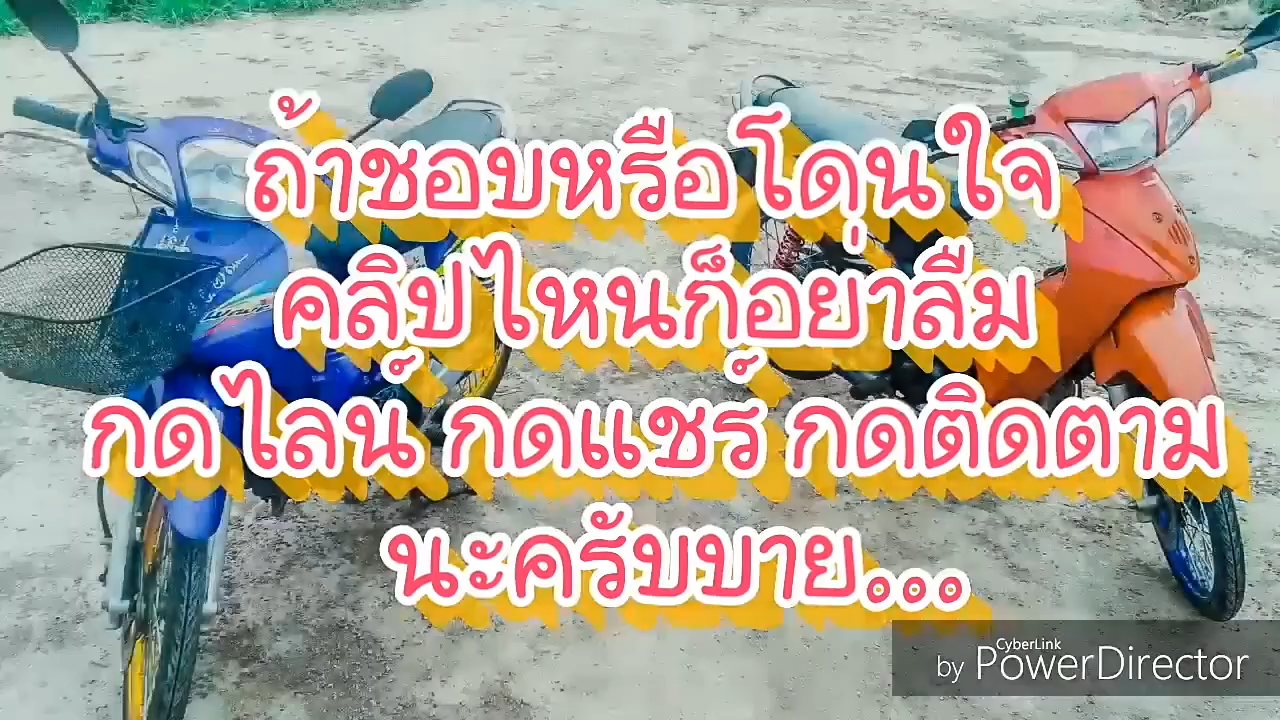 ถ้าชอบหรือโดนใจ
คลิปไหนก็อย่าลืม
กดไลน์ กดแชร์ กดติดตาม
นะครับบาย...
CyberLink
by PowerDirector